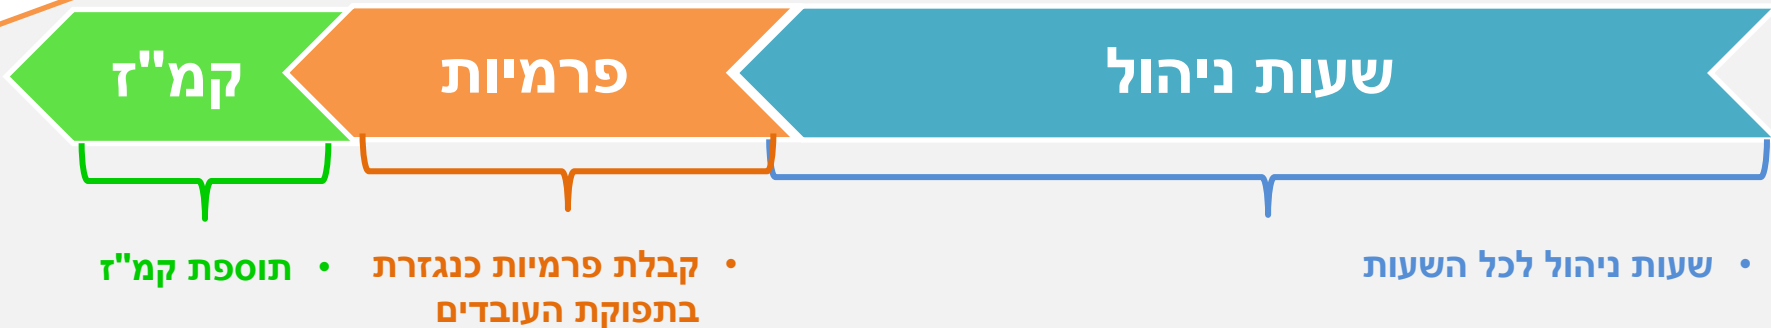 שעות ניהול
פרמיות
קמ"ז
• שעות ניהול לכל השעות
• קבלת פרמיות כנגזרת
בתפוקת העובדים
• תוספת קמ"ז